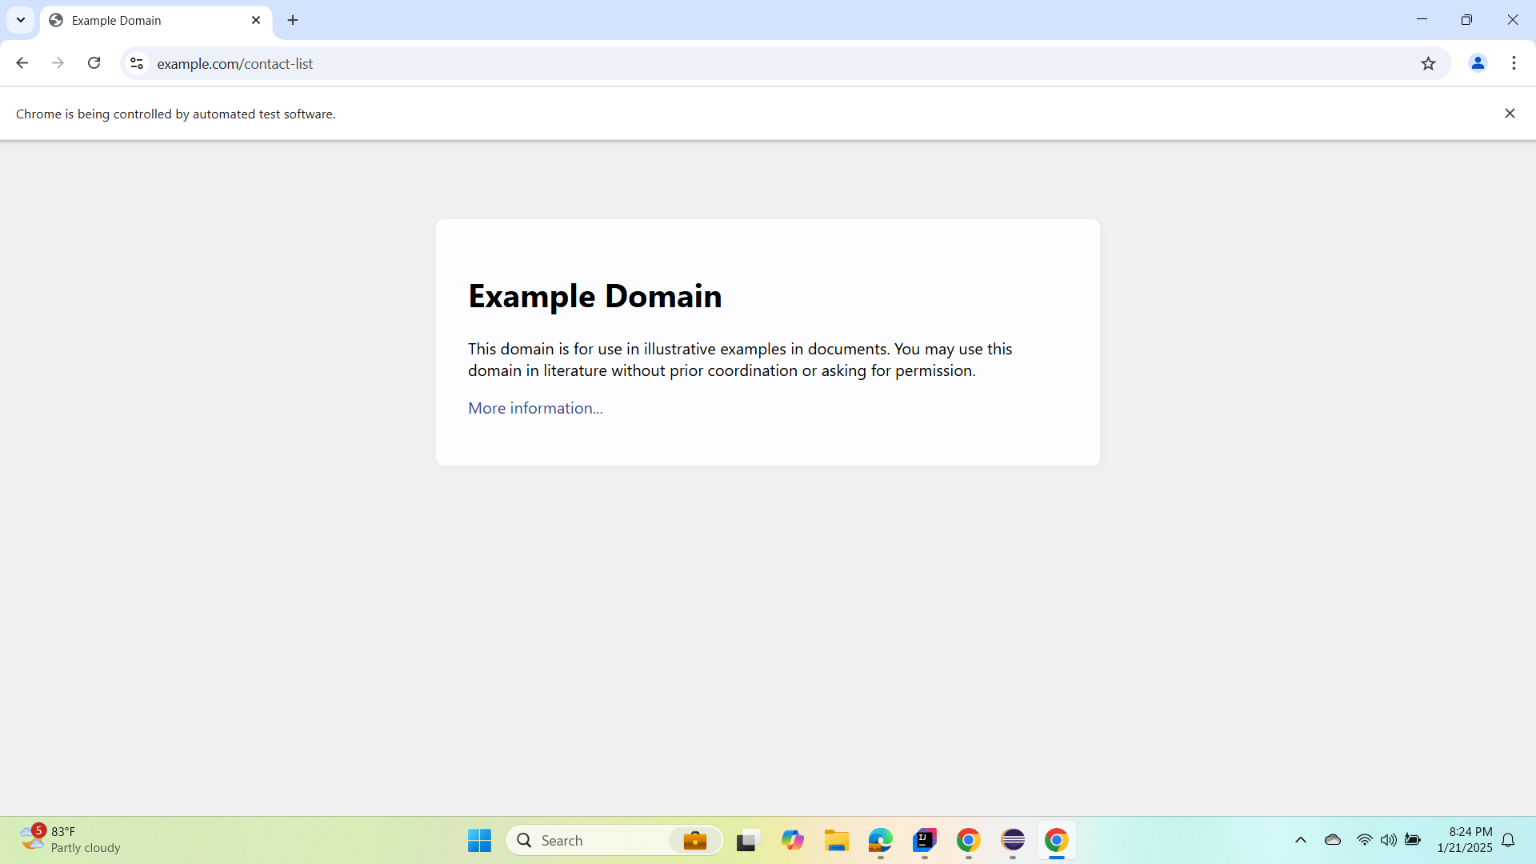 Example Domain
example.com/contact-list
Chrome is being controlled by automated test software.
Example Domain
This domain is for use in illustrative examples in documents. You may use this
domain in literature without prior coordination or asking for permission.
More information...
5
83°F
Partly cloudy
Search
IJ
8:24 PM
1/21/2025